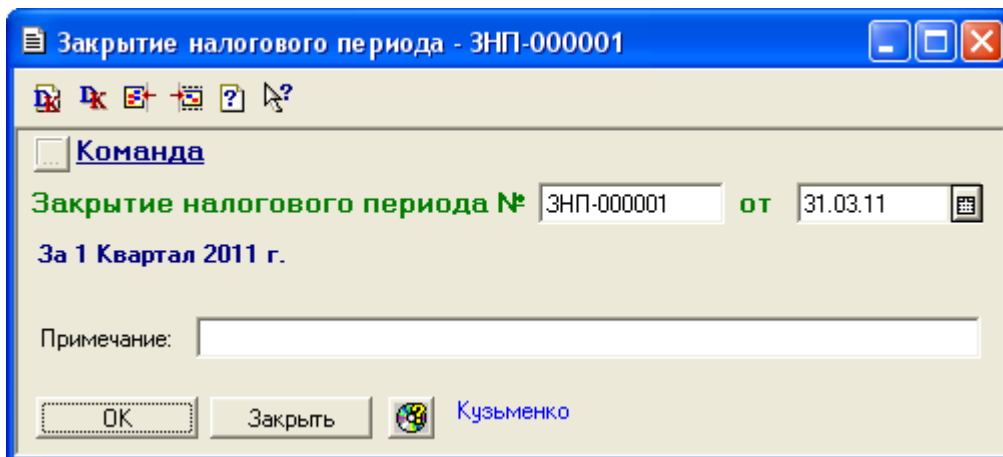 Закрытие налогового периода - ЗНП-000001
... Команда
Закрытие налогового периода № ЗНП-000001 от 31.03.11
За 1 Квартал 2011 г.
Примечание:
OK Закрыть Кузьменко